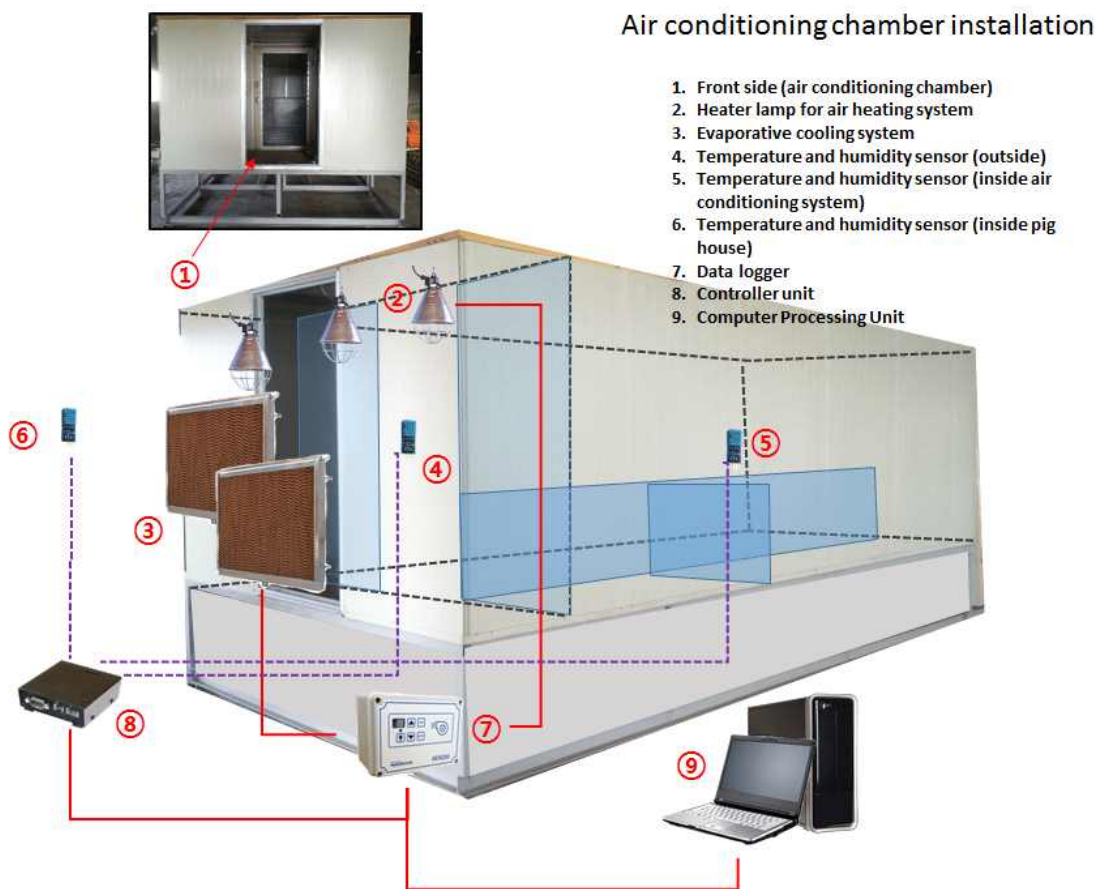 Air conditioning chamber installation
1. Front side (air conditioning chamber)
2. Heater lamp for air heating system
3. Evaporative cooling system
4. Temperature and humidity sensor (outside)
5. Temperature and humidity sensor (inside air
conditioning system)
6. Temperature and humidity sensor (inside pig
house)
7. Data logger
8. Controller unit
9. Computer Processing Unit
①
②
⑥
④
⑤
③
⑧
⑦
⑨